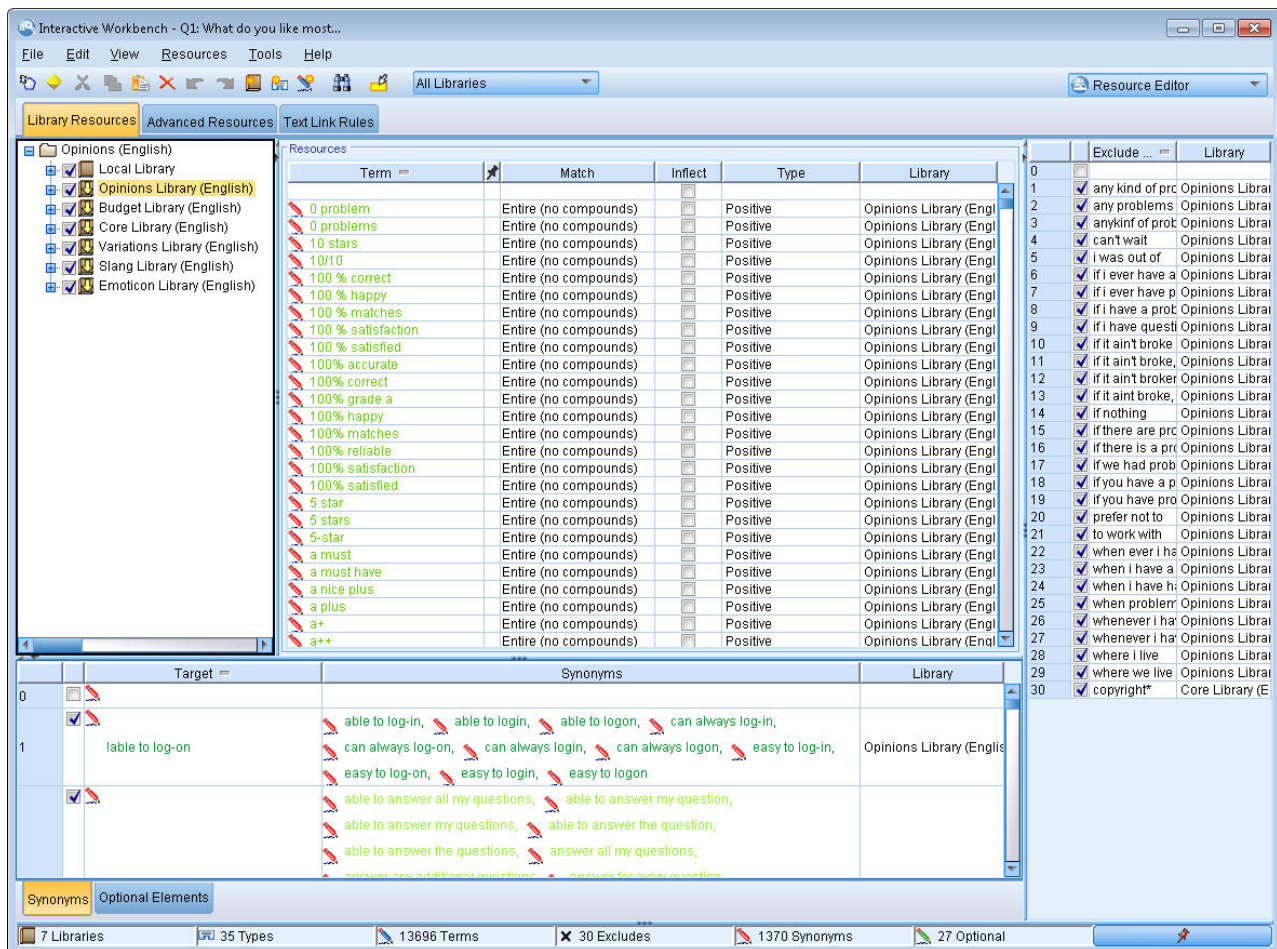 Interactive Workbench - Q1: What do you like most...
File Edit View Resources Tools Help
All Libraries
Resource Editor
Library Resources Advanced Resources Text Link Rules
Opinions (English)
Local Library
Opinions Library (English)
Budget Library (English)
Core Library (English)
Variations Library (English)
Slang Library (English)
Emoticon Library (English)
Resources
Term Match Inflect Type Library
0 problem Entire (no compounds) Positive Opinions Library (Engl
0 problems Entire (no compounds) Positive Opinions Library (Engl
10 stars Entire (no compounds) Positive Opinions Library (Engl
10/10 Entire (no compounds) Positive Opinions Library (Engl
100 % correct Entire (no compounds) Positive Opinions Library (Engl
100 % happy Entire (no compounds) Positive Opinions Library (Engl
100 % matches Entire (no compounds) Positive Opinions Library (Engl
100 % satisfaction Entire (no compounds) Positive Opinions Library (Engl
100 % satisfied Entire (no compounds) Positive Opinions Library (Engl
100% accurate Entire (no compounds) Positive Opinions Library (Engl
100% correct Entire (no compounds) Positive Opinions Library (Engl
100% grade a Entire (no compounds) Positive Opinions Library (Engl
100% happy Entire (no compounds) Positive Opinions Library (Engl
100% matches Entire (no compounds) Positive Opinions Library (Engl
100% reliable Entire (no compounds) Positive Opinions Library (Engl
100% satisfaction Entire (no compounds) Positive Opinions Library (Engl
100% satisfied Entire (no compounds) Positive Opinions Library (Engl
5 star Entire (no compounds) Positive Opinions Library (Engl
5 stars Entire (no compounds) Positive Opinions Library (Engl
5-star Entire (no compounds) Positive Opinions Library (Engl
a must Entire (no compounds) Positive Opinions Library (Engl
a must have Entire (no compounds) Positive Opinions Library (Engl
a nice plus Entire (no compounds) Positive Opinions Library (Engl
a plus Entire (no compounds) Positive Opinions Library (Engl
a+ Entire (no compounds) Positive Opinions Library (Engl
a++ Entire (no compounds) Positive Opinions Library (Engl
Exclude ... Library
0
1 any kind of prc Opinions Librar
2 any problems Opinions Librar
3 anykinf of prot Opinions Librar
4 can't wait Opinions Librar
5 i was out of Opinions Librar
6 if i ever have a Opinions Librar
7 if i ever have p Opinions Librar
8 if i have a prot Opinions Librar
9 if i have questi Opinions Librar
10 if it ain't broke Opinions Librar
11 if it ain't broke, Opinions Librar
12 if it ain't broker Opinions Librar
13 if it aint broke, Opinions Librar
14 if nothing Opinions Librar
15 if there are prc Opinions Librar
16 if there is a prc Opinions Librar
17 if we had prob Opinions Librar
18 if you have a p Opinions Librar
19 if you have pro Opinions Librar
20 prefer not to Opinions Librar
21 to work with Opinions Librar
22 when ever i ha Opinions Librar
23 when i have a Opinions Librar
24 when i have h Opinions Librar
25 when problem Opinions Librar
26 whenever i ha Opinions Librar
27 whenever i ha Opinions Librar
28 where i live Opinions Librar
29 where we live Opinions Librar
30 copyright* Core Library (E
Target Synonyms Library
0
able to log-in, able to login, able to logon, can always log-in,
1 !able to log-on can always log-on, can always login, can always logon, easy to log-in, Opinions Library (Englis
easy to log-on, easy to login, easy to logon
able to answer all my questions, able to answer my question,
able to answer my questions, able to answer the question,
able to answer the questions, answer all my questions,
answer any additional questions, answer for every question
Synonyms Optional Elements
7 Libraries 35 Types 13696 Terms 30 Excludes 1370 Synonyms 27 Optional